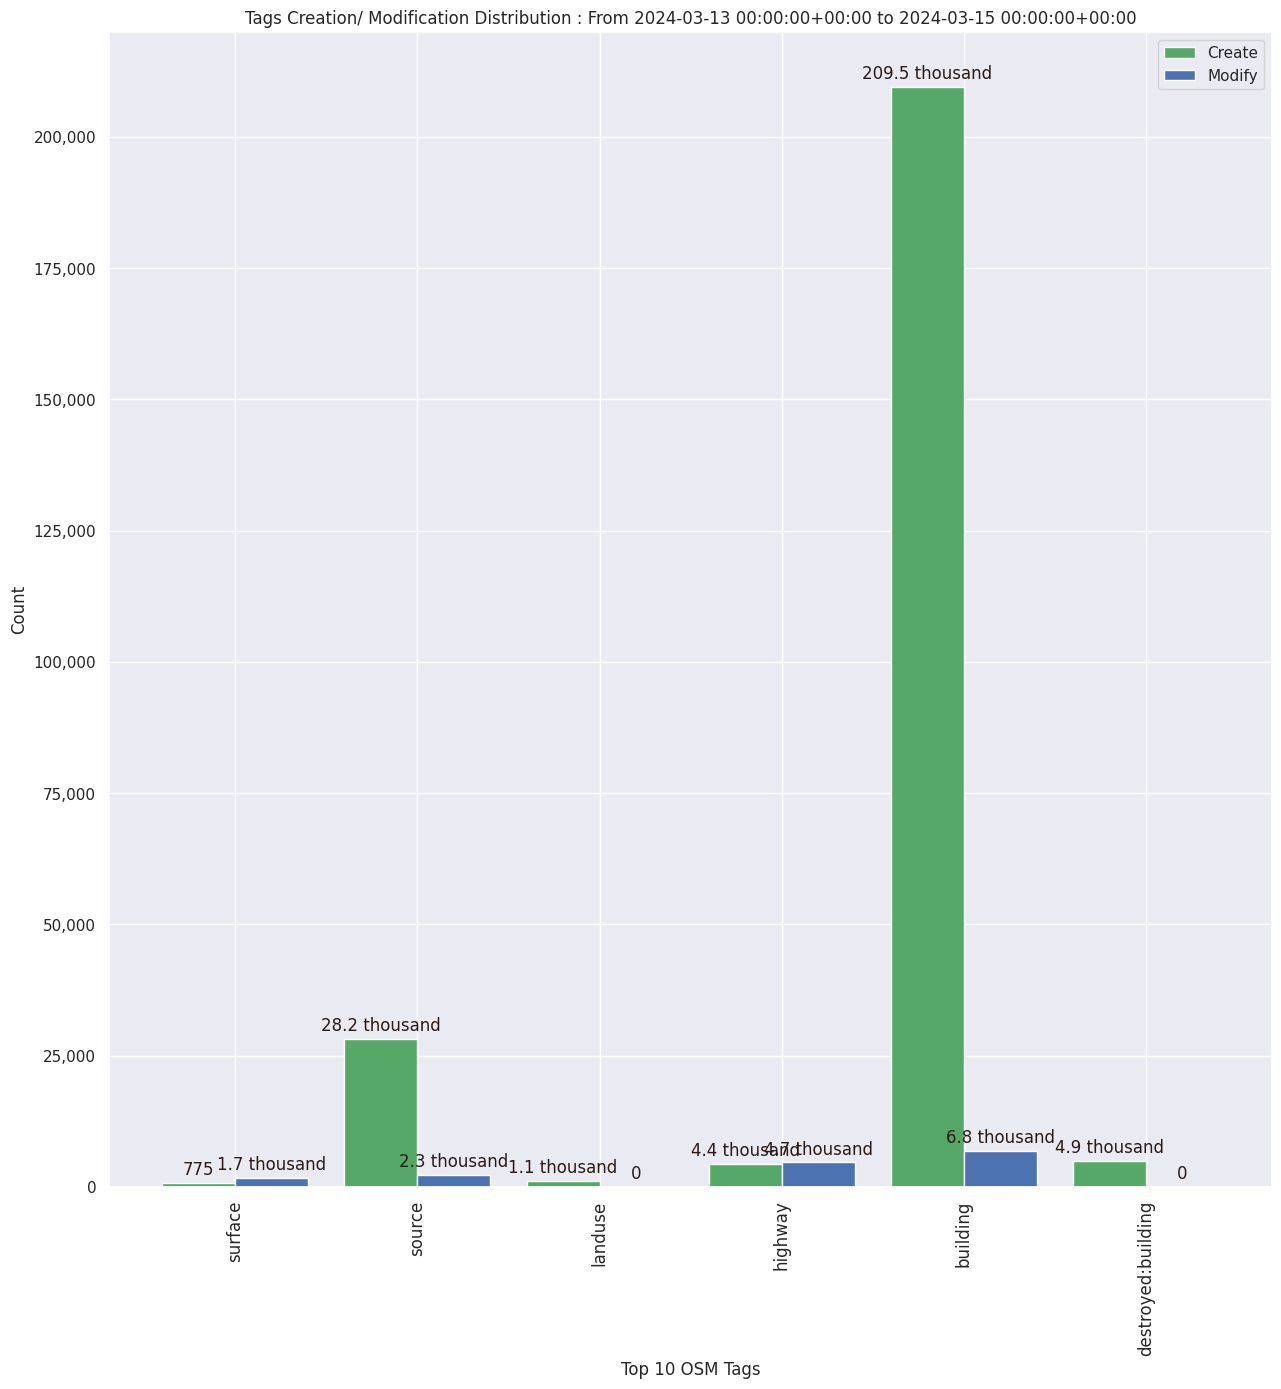 Tags Creation/ Modification Distribution : From 2024-03-13 00:00:00+00:00 to 2024-03-15 00:00:00+00:00
Create
Modify
209.5 thousand
200,000
175,000
150,000
125,000
100,000
75,000
50,000
25,000
0
Count
28.2 thousand
775
1.7 thousand
2.3 thousand
1.1 thousand
0
4.4 thousand
4.7 thousand
6.8 thousand
4.9 thousand
0
surface
source
landuse
highway
building
destroyed:building
Top 10 OSM Tags